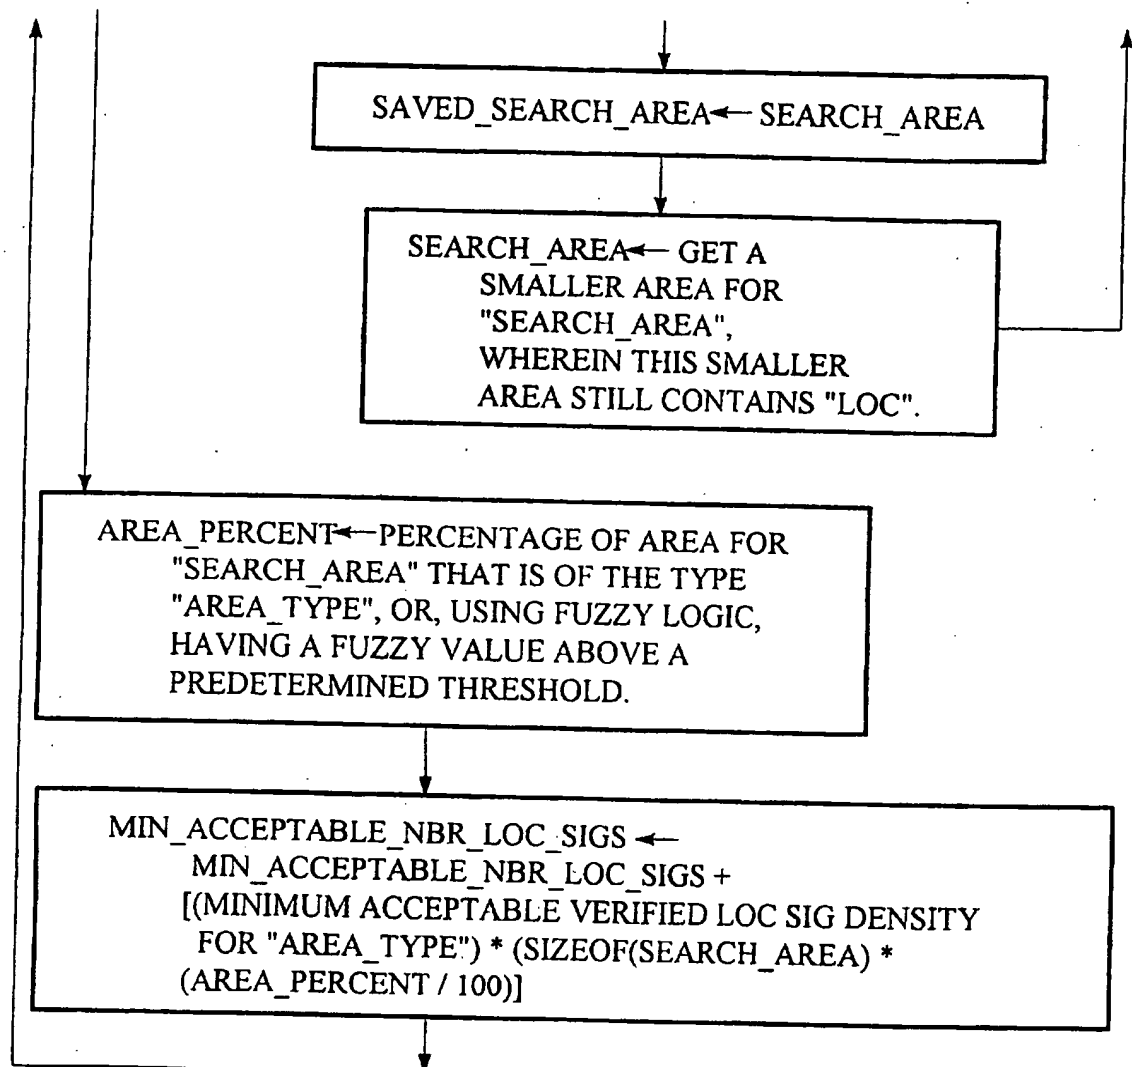 SAVED_SEARCH_AREA← SEARCH_AREA
SEARCH_AREA← GET A
SMALLER AREA FOR
"SEARCH_AREA",
WHEREIN THIS SMALLER
AREA STILL CONTAINS "LOC".
AREA_PERCENT←PERCENTAGE OF AREA FOR
"SEARCH_AREA" THAT IS OF THE TYPE
"AREA_TYPE", OR, USING FUZZY LOGIC,
HAVING A FUZZY VALUE ABOVE A
PREDETERMINED THRESHOLD.
MIN_ACCEPTABLE_NBR_LOC_SIGS ←
MIN_ACCEPTABLE_NBR_LOC_SIGS +
[(MINIMUM ACCEPTABLE VERIFIED LOC SIG DENSITY
FOR "AREA_TYPE") * (SIZEOF(SEARCH_AREA) *
(AREA_PERCENT / 100)]